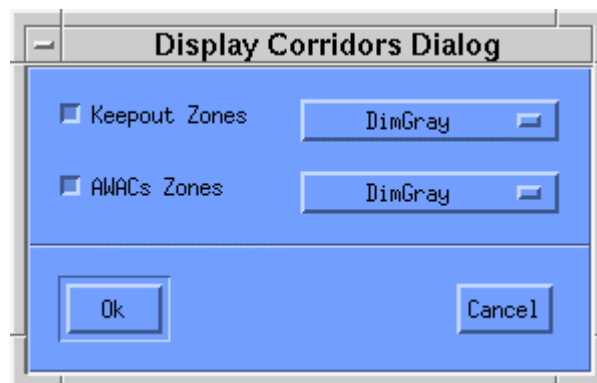 Display Corridors Dialog
Keepout Zones DimGray
AWACs Zones DimGray
Ok Cancel